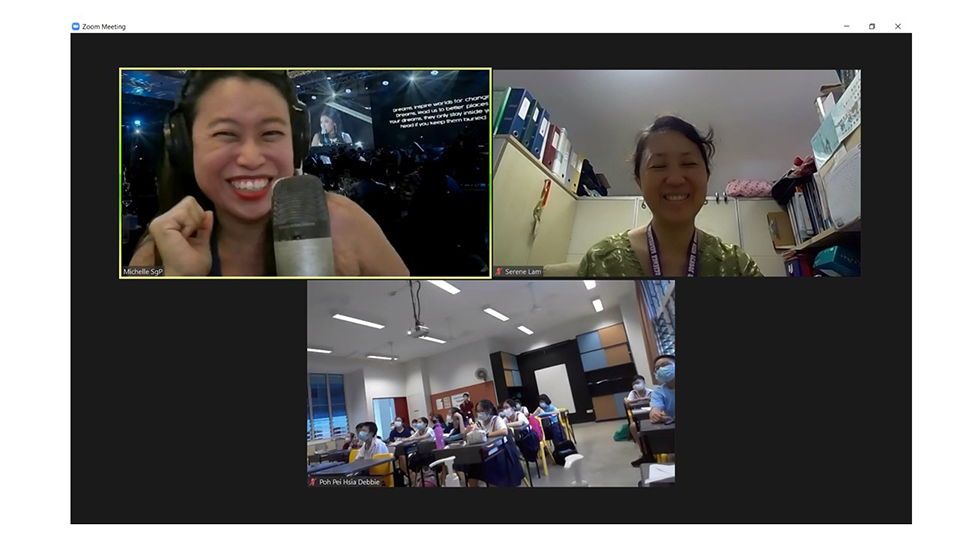 Zoom Meeting
Dreams, inspire worlds for change
Dreams, lead us to better places
Your dreams, they only stay inside
head if you keep them buried
Michelle SgP
Serene Lam
Poh Pei Hsia Debbie